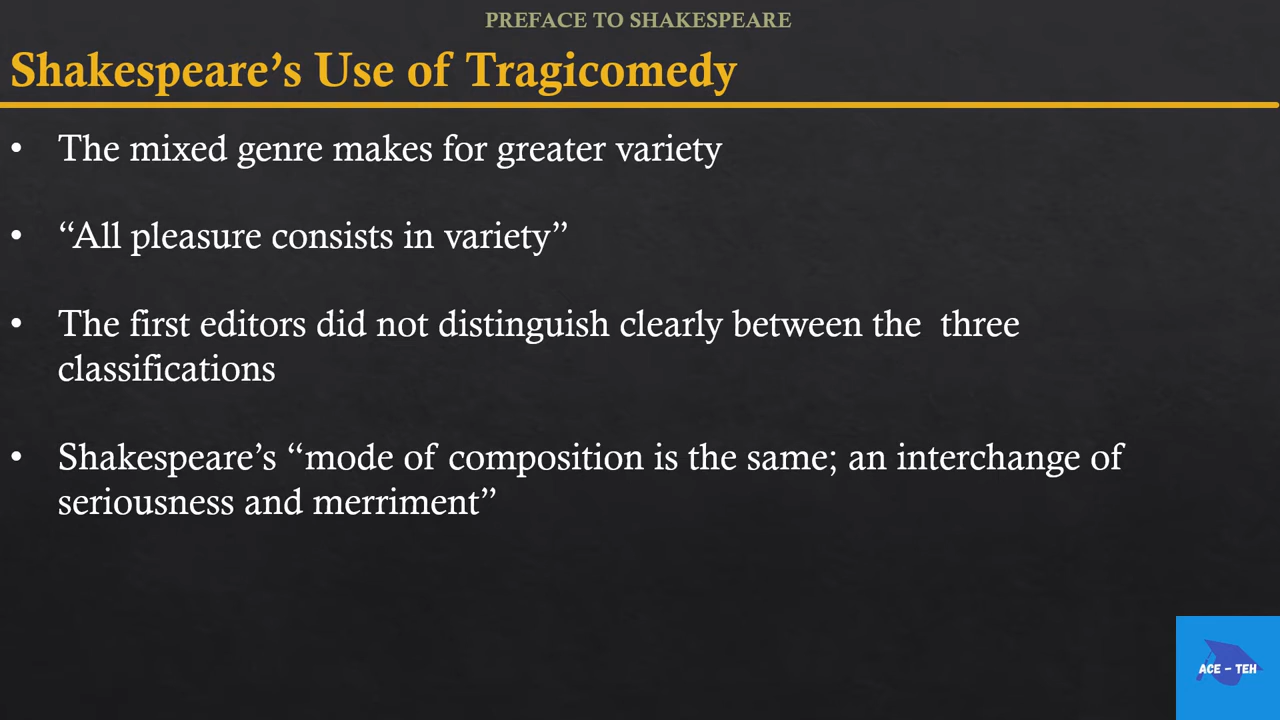 PREFACE TO SHAKESPEARE
Shakespeare’s Use of Tragicomedy
• The mixed genre makes for greater variety
• “All pleasure consists in variety”
• The first editors did not distinguish clearly between the  three
classifications
• Shakespeare’s “mode of composition is the same; an interchange of
seriousness and merriment”
ACE – TEH